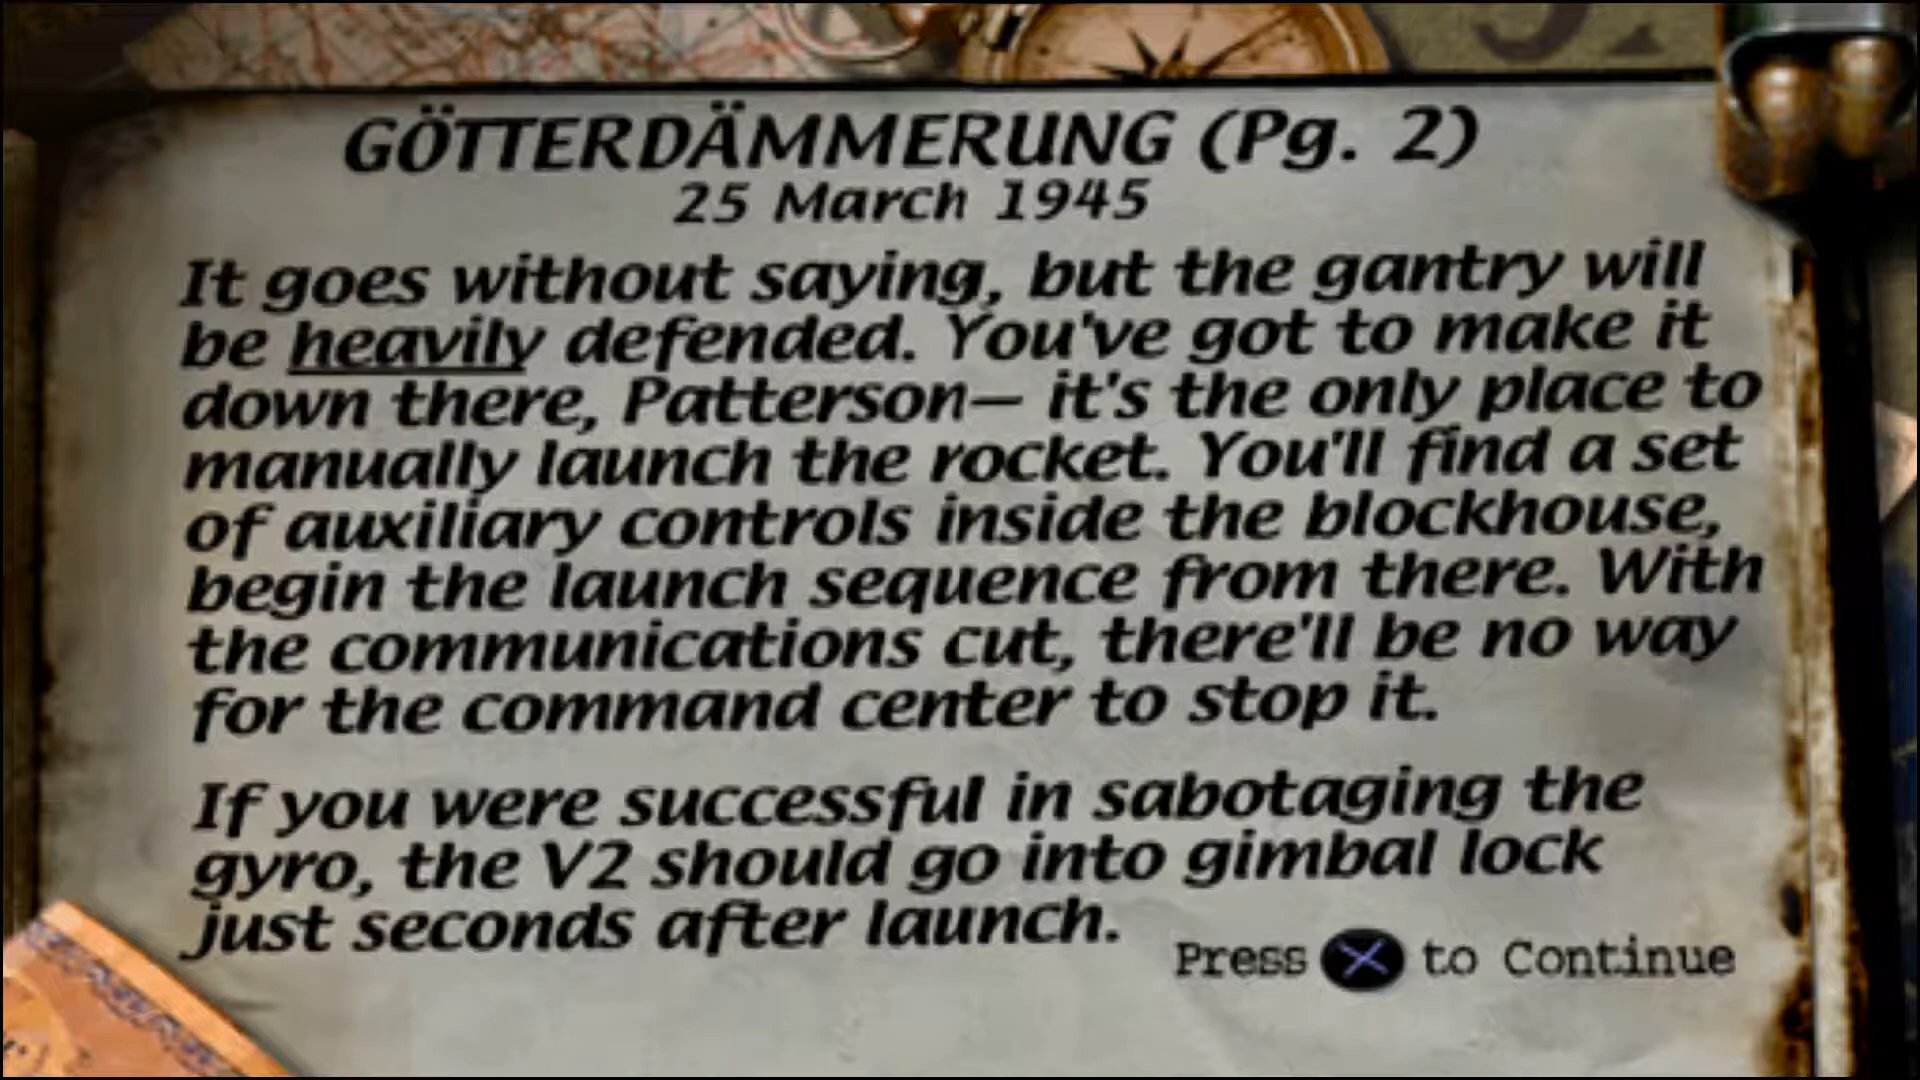 GÖTTERDÄMMERUNG (Pg. 2)
25 March 1945
It goes without saying, but the gantry will
be heavily defended. You've got to make it
down there, Patterson— it's the only place to
manually launch the rocket. You'll find a set
of auxiliary controls inside the blockhouse,
begin the launch sequence from there. With
the communications cut, there'll be no way
for the command center to stop it.
If you were successful in sabotaging the
gyro, the V2 should go into gimbal lock
just seconds after launch.
Press to Continue